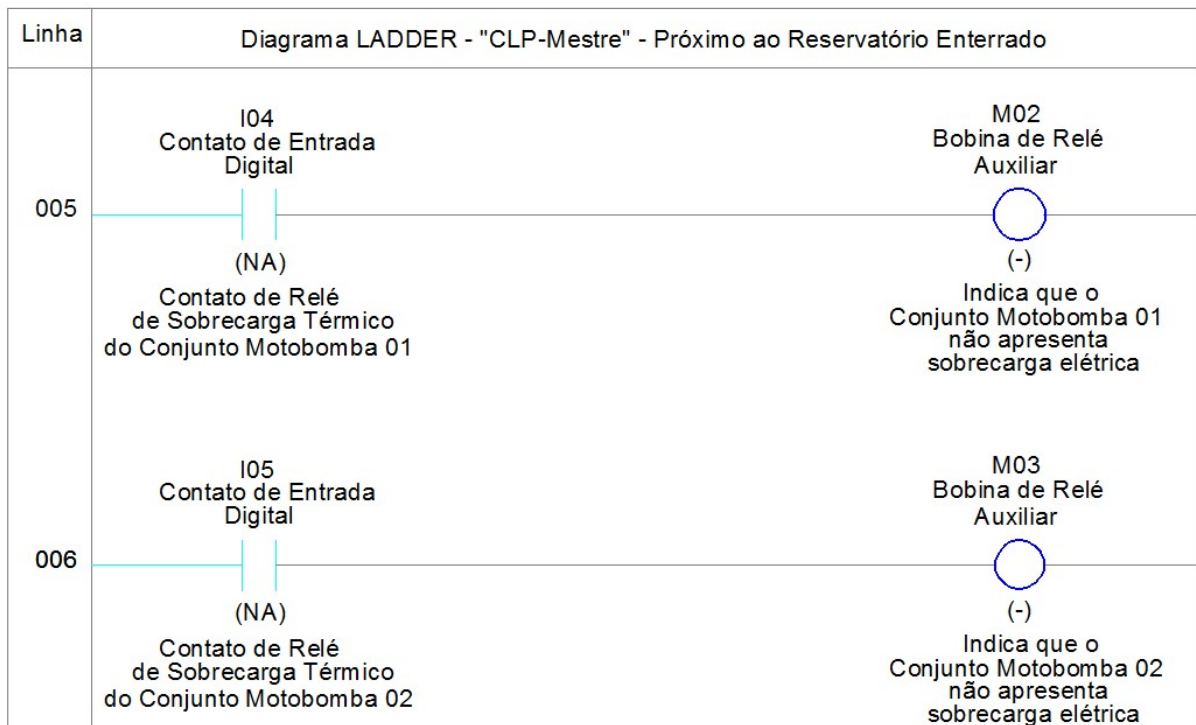 Linha
Diagrama LADDER - "CLP-Mestre" - Próximo ao Reservatório Enterrado
I04
Contato de Entrada
Digital
M02
Bobina de Relé
Auxiliar
005
(NA)
Contato de Relé
de Sobrecarga Térmico
do Conjunto Motobomba 01
(-)
Indica que o
Conjunto Motobomba 01
não apresenta
sobrecarga elétrica
I05
Contato de Entrada
Digital
M03
Bobina de Relé
Auxiliar
006
(NA)
Contato de Relé
de Sobrecarga Térmico
do Conjunto Motobomba 02
(-)
Indica que o
Conjunto Motobomba 02
não apresenta
sobrecarga elétrica